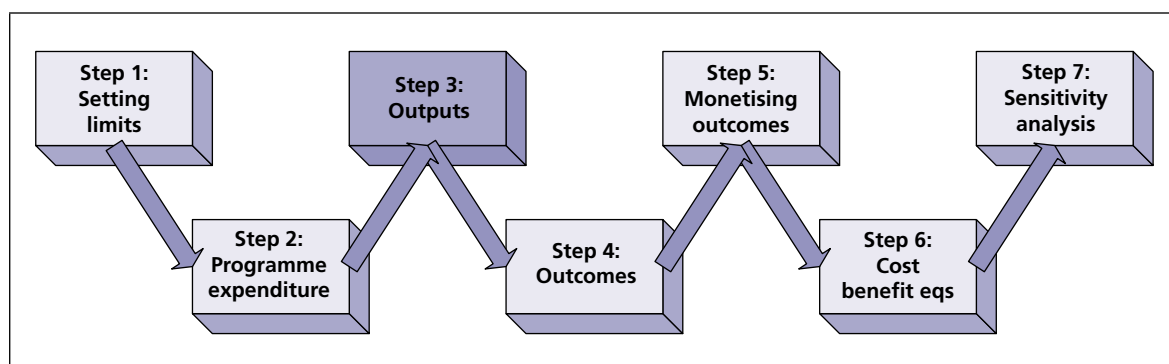 Step 1:
Setting
limits
Step 2:
Programme
expenditure
Step 3:
Outputs
Step 4:
Outcomes
Step 5:
Monetising
outcomes
Step 6:
Cost
benefit eqs
Step 7:
Sensitivity
analysis